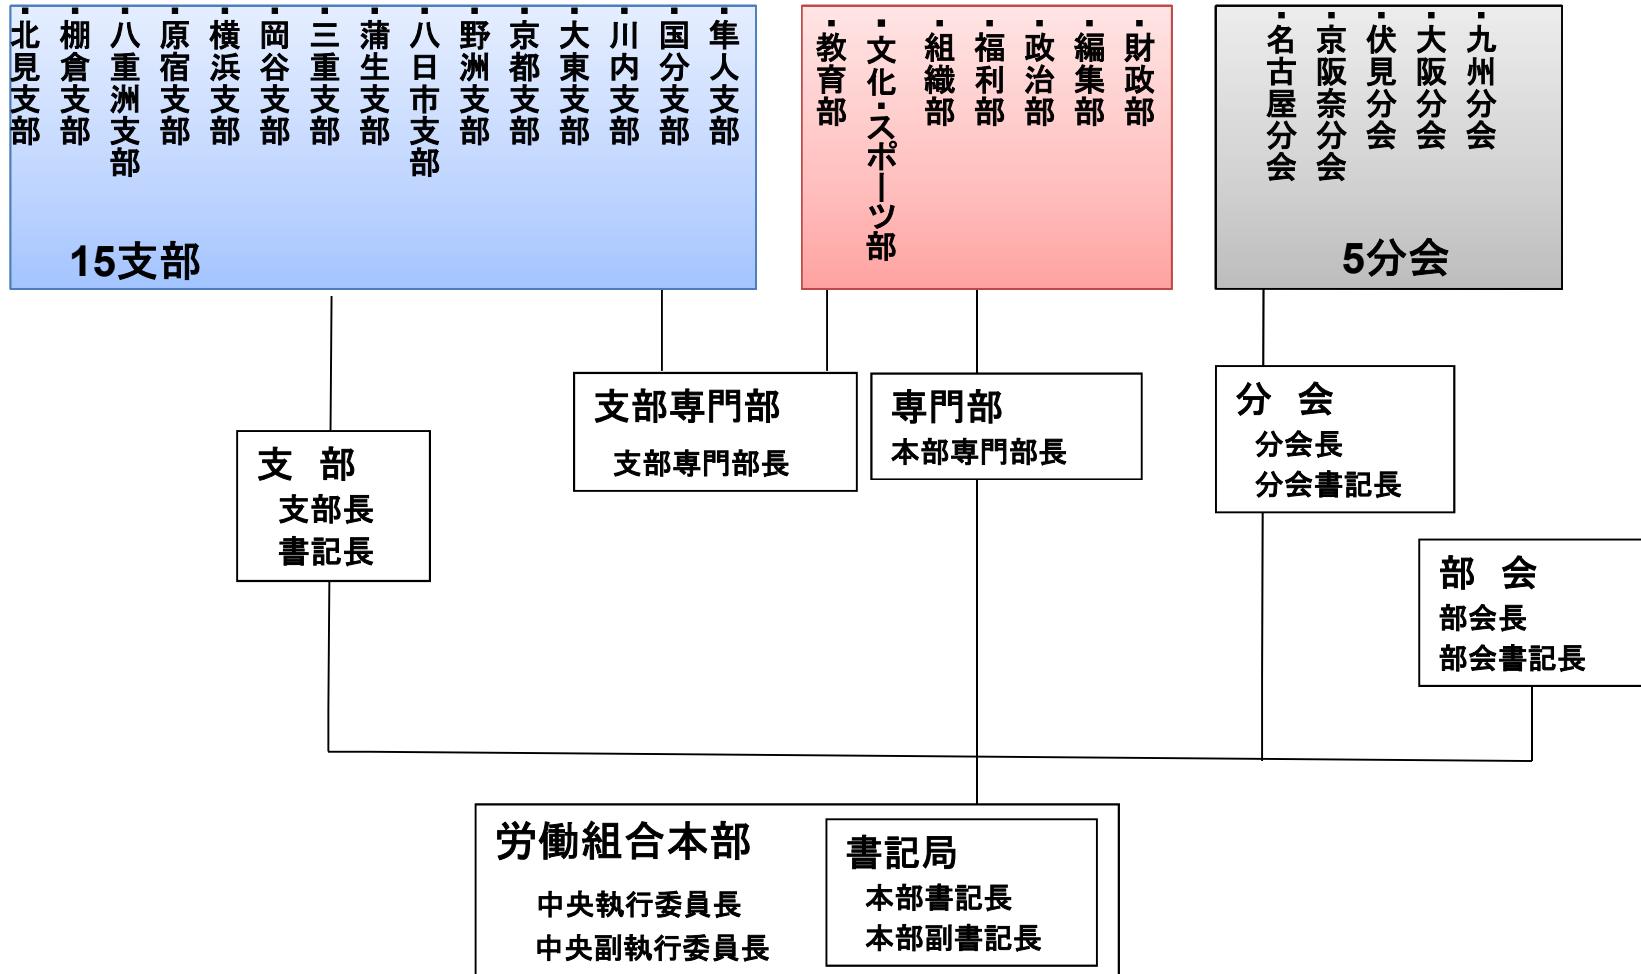 ・北見支部
・棚倉支部
・八重洲支部
・原宿支部
・横浜支部
・岡谷支部
・三重支部
・蒲生支部
・八日市支部
・野洲支部
・京都支部
・大東支部
・川内支部
・国分支部
・隼人支部
15支部
・教育部
・文化・スポーツ部
・組織部
・福利部
・政治部
・編集部
・財政部
・名古屋分会
・京阪奈分会
・伏見分会
・大阪分会
・九州分会
5分会
支部専門部
支部専門部長
専門部
本部専門部長
分　会
分会長
分会書記長
支　部
支部長
書記長
部　会
部会長
部会書記長
労働組合本部
中央執行委員長
中央副執行委員長
書記局
本部書記長
本部副書記長